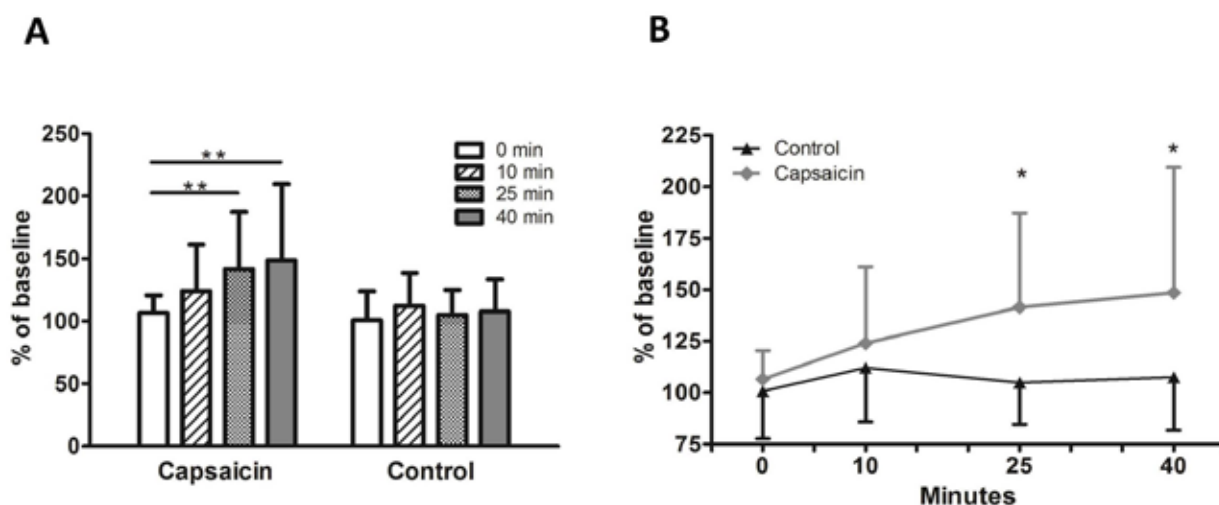 A
% of baseline
250
200
150
100
50
0
**
**
0 min
10 min
25 min
40 min
Capsaicin
Control
B
% of baseline
225
200
175
150
125
100
75
Control
Capsaicin
*
*
0
10
25
40
Minutes